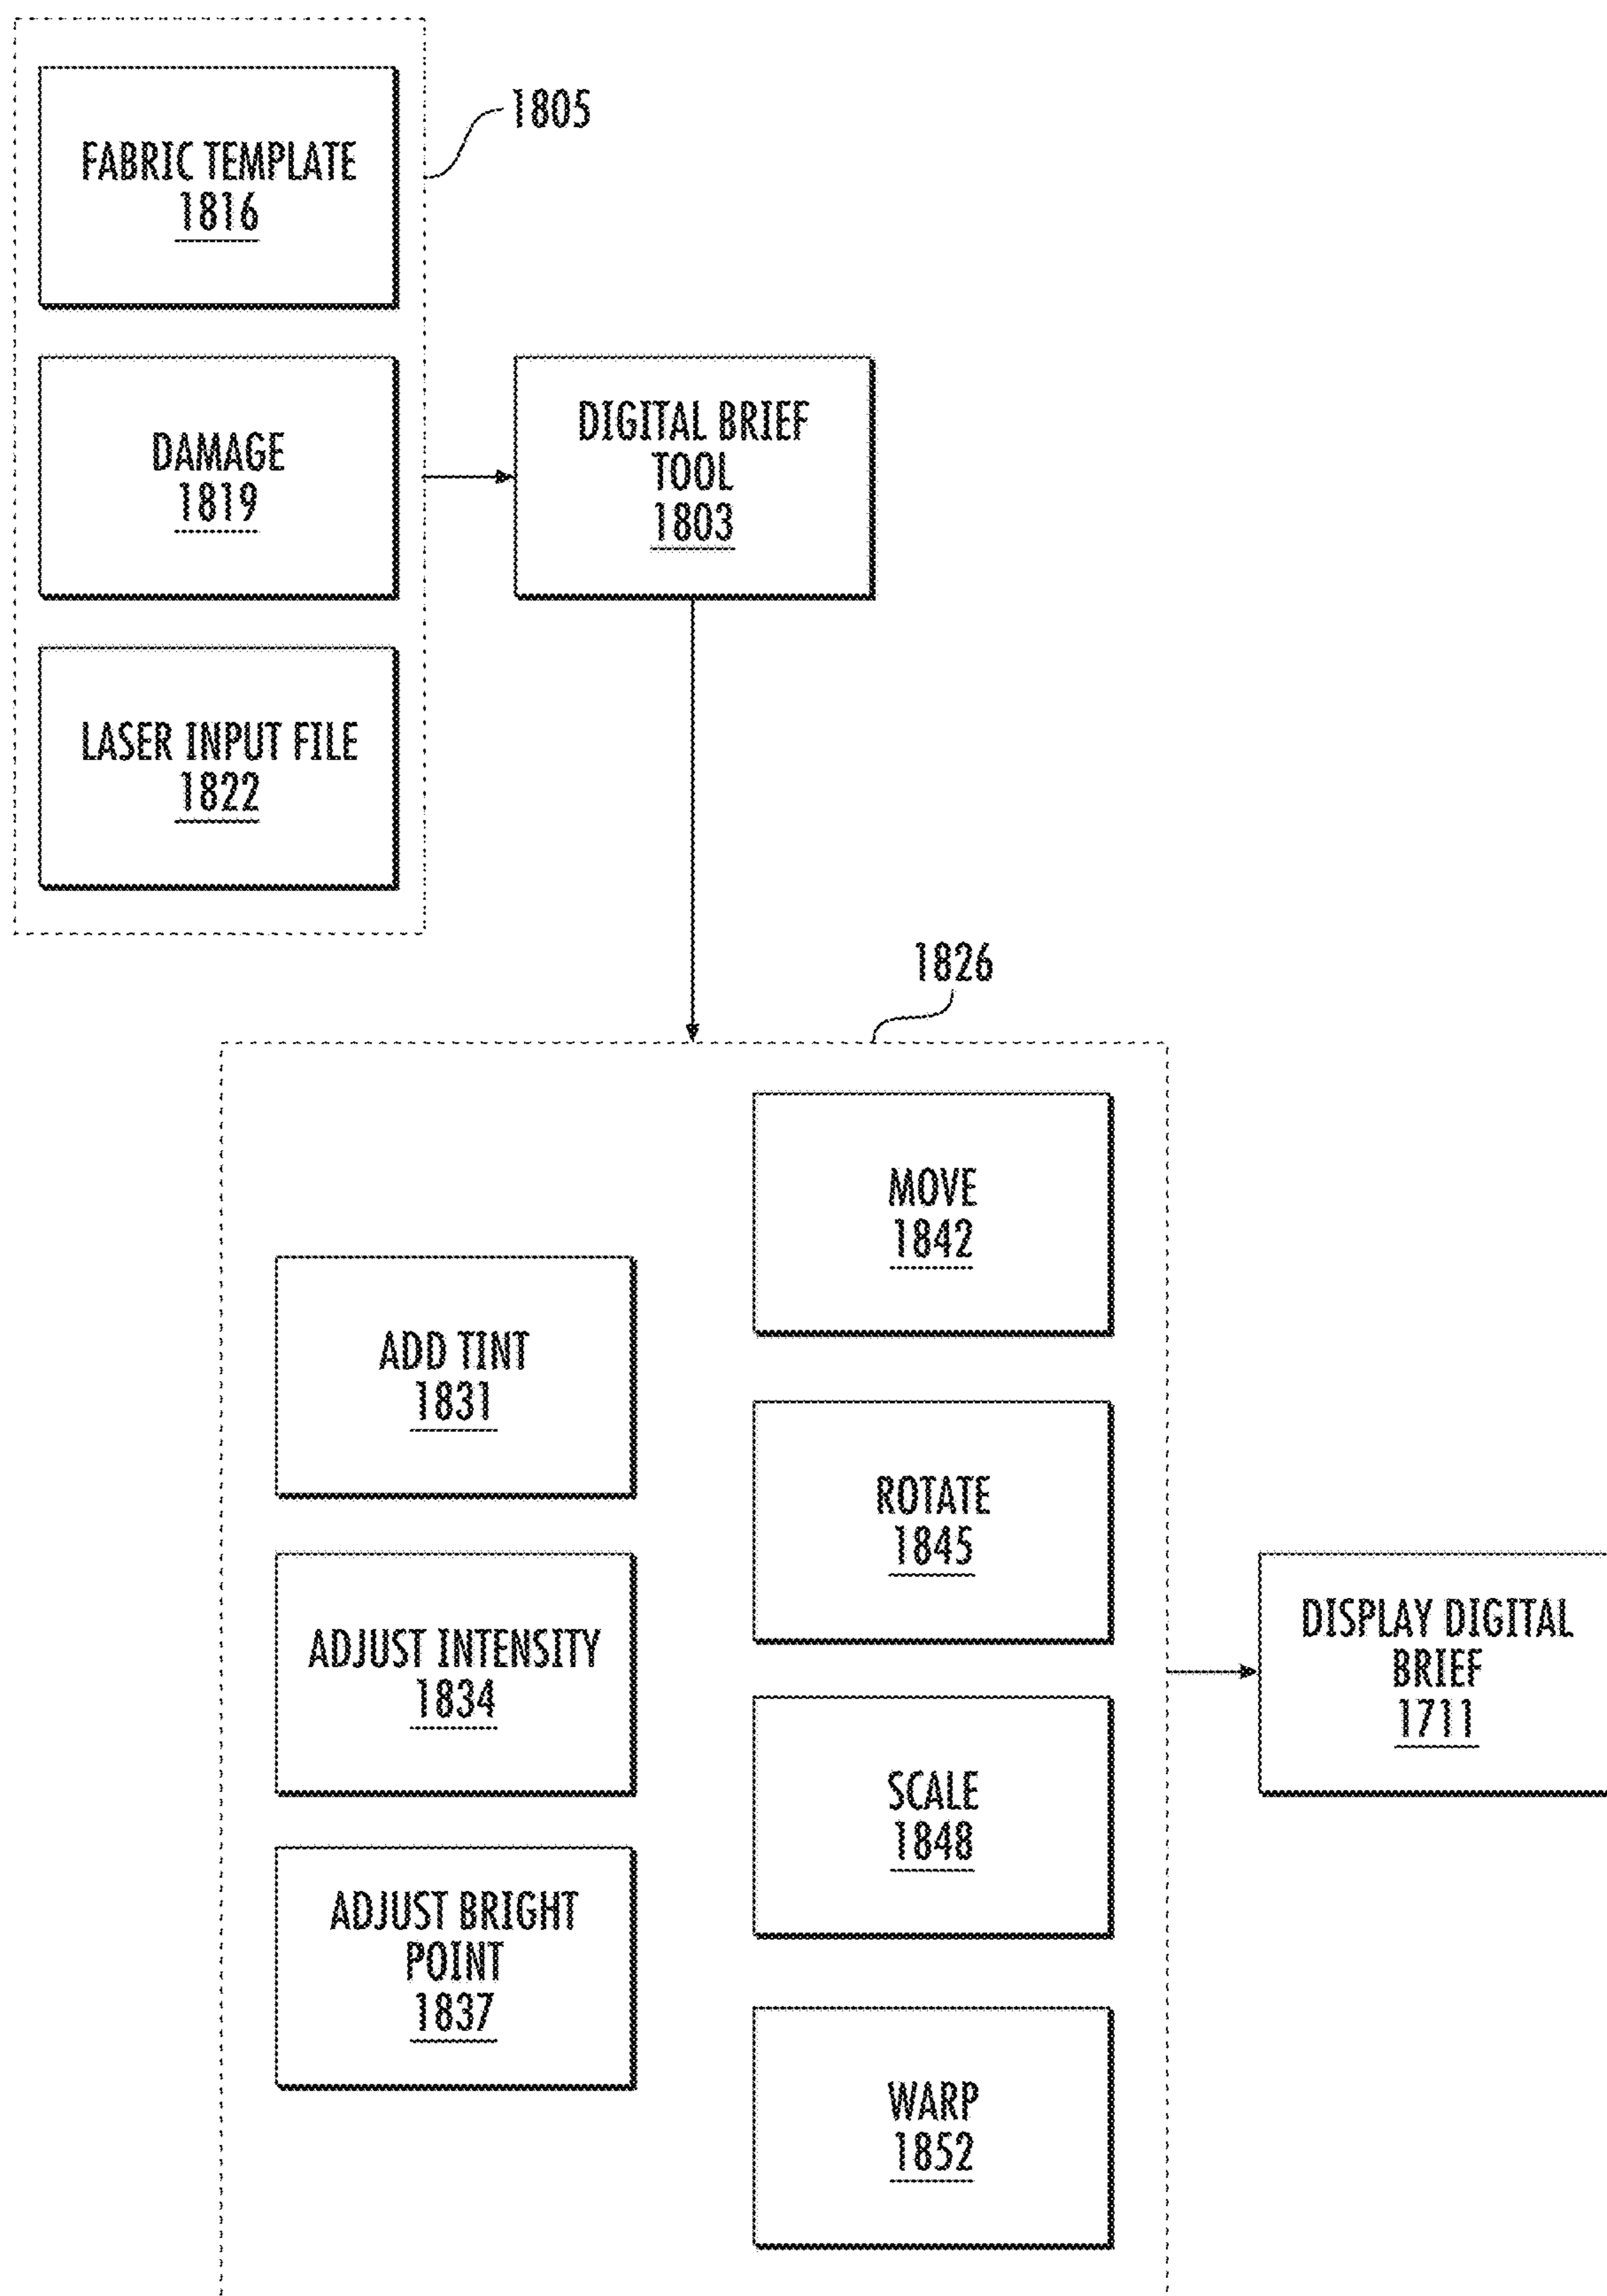 FABRIC TEMPLATE
1816
1805
DAMAGE
1819
DIGITAL BRIEF
TOOL
1803
LASER INPUT FILE
1822
1826
ADD TINT
1831
ADJUST INTENSITY
1834
ADJUST BRIGHT
POINT
1837
MOVE
1842
ROTATE
1845
SCALE
1848
WARP
1852
DISPLAY DIGITAL
BRIEF
1711